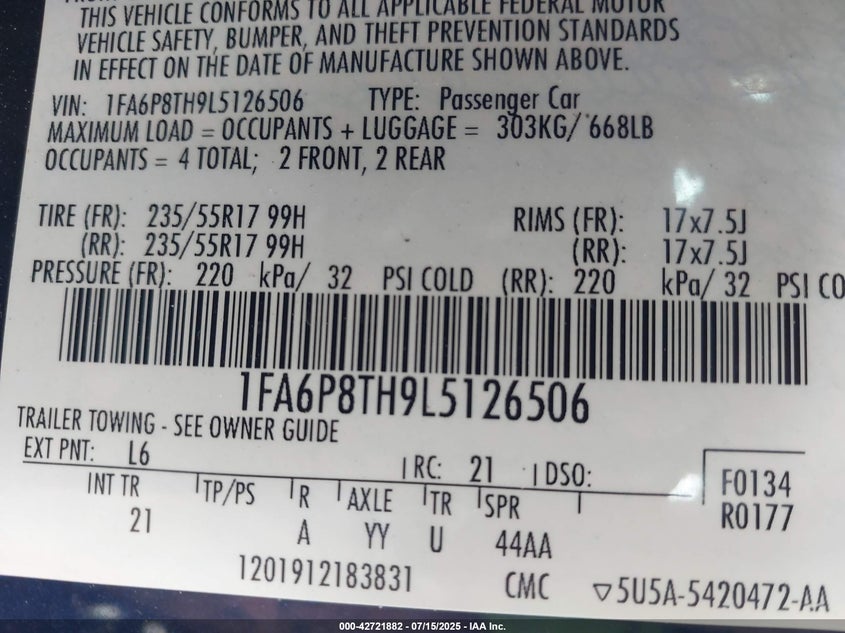 THIS VEHICLE CONFORMS TO ALL APPLICABLE FEDERAL MOTOR
VEHICLE SAFETY, BUMPER, AND THEFT PREVENTION STANDARDS
IN EFFECT ON THE DATE OF MANUFACTURE SHOWN ABOVE.
VIN: 1FA6P8TH9L5126506 TYPE: Passenger Car
MAXIMUM LOAD = OCCUPANTS + LUGGAGE = 303KG/ 668LB
OCCUPANTS = 4 TOTAL; 2 FRONT, 2 REAR
TIRE (FR): 235/55R17 99H RIMS (FR): 17x7.5J
(RR): 235/55R17 99H (RR): 17x7.5J
PRESSURE (FR): 220 kPa/ 32 PSI COLD (RR): 220 kPa/ 32 PSI CO
1FA6P8TH9L5126506
TRAILER TOWING - SEE OWNER GUIDE
EXT PNT: L6 RC: 21 DSO:
F0134
R0177
INT TR TP/PS R AXLE TR SPR
21 A YY U 44AA
1201912183831 CMC ▽5U5A-5420472-AA
000-42721882 - 07/15/2025 - IAA Inc.